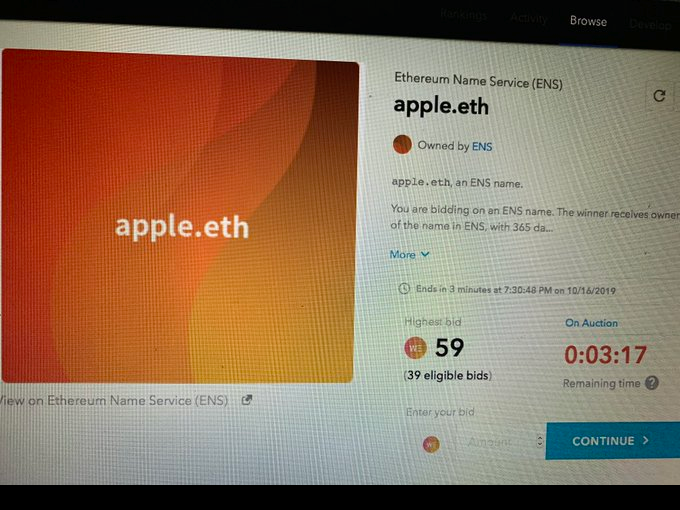 Rankings Activity Browse Develop
Ethereum Name Service (ENS)
apple.eth
Owned by ENS
apple.eth
apple.eth, an ENS name.
You are bidding on an ENS name. The winner receives owner
of the name in ENS, with 365 da...
More
Ends in 3 minutes at 7:30:48 PM on 10/16/2019
Highest bid
On Auction
WE 59
0:03:17
(39 eligible bids)
Remaining time ?
View on Ethereum Name Service (ENS)
Enter your bid
WE Amount
CONTINUE >